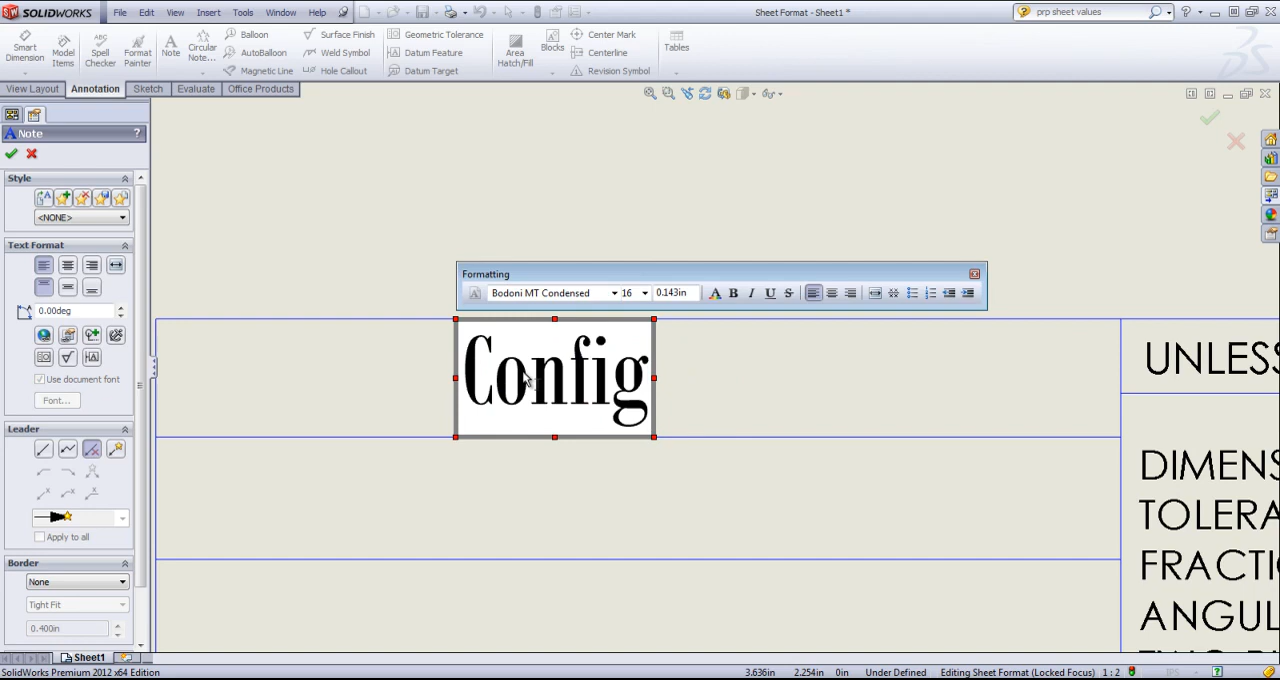 SOLIDWORKS File Edit View Insert Tools Window Help Sheet Format - Sheet1 * prp sheet values
Smart Dimension
Model Items
Spell Checker
Format Painter
Note
Circular Note...
Balloon
AutoBalloon
Magnetic Line
Surface Finish
Weld Symbol
Hole Callout
Geometric Tolerance
Datum Feature
Datum Target
Area Hatch/Fill
Blocks
Center Mark
Centerline
Revision Symbol
Tables
View Layout Annotation Sketch Evaluate Office Products
Note ?
Style
<NONE>
Text Format
0.00deg
Use document font
Font...
Leader
Apply to all
Border
None
Tight Fit
0.400in
Formatting
Bodoni MT Condensed 16 0.143in A B I U S
Config
UNLESS
DIMENS
TOLERA
FRACTI
ANGUL
Sheet1
SolidWorks Premium 2012 x64 Edition 3.636in 2.254in 0in Under Defined Editing Sheet Format (Locked Focus) 1 : 2 IPS